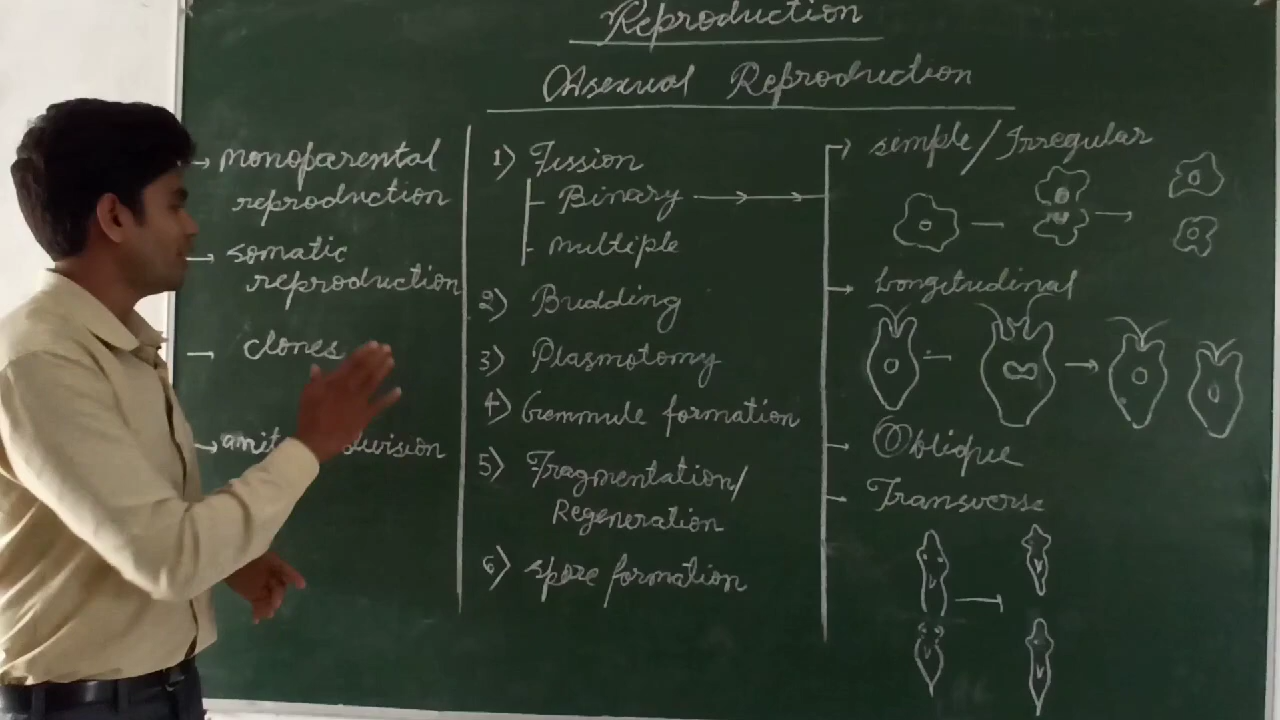 Reproduction
Asexual Reproduction
→ monoparental
reproduction
→ somatic
reproduction
→ clones
→ division
1) Fission
- Binary
- multiple
2) Budding
3) Plasmotomy
4) Gemmule formation
5) Fragmentation/
Regeneration
6) spore formation
simple/Irregular
Longitudinal
Oblique
Transverse